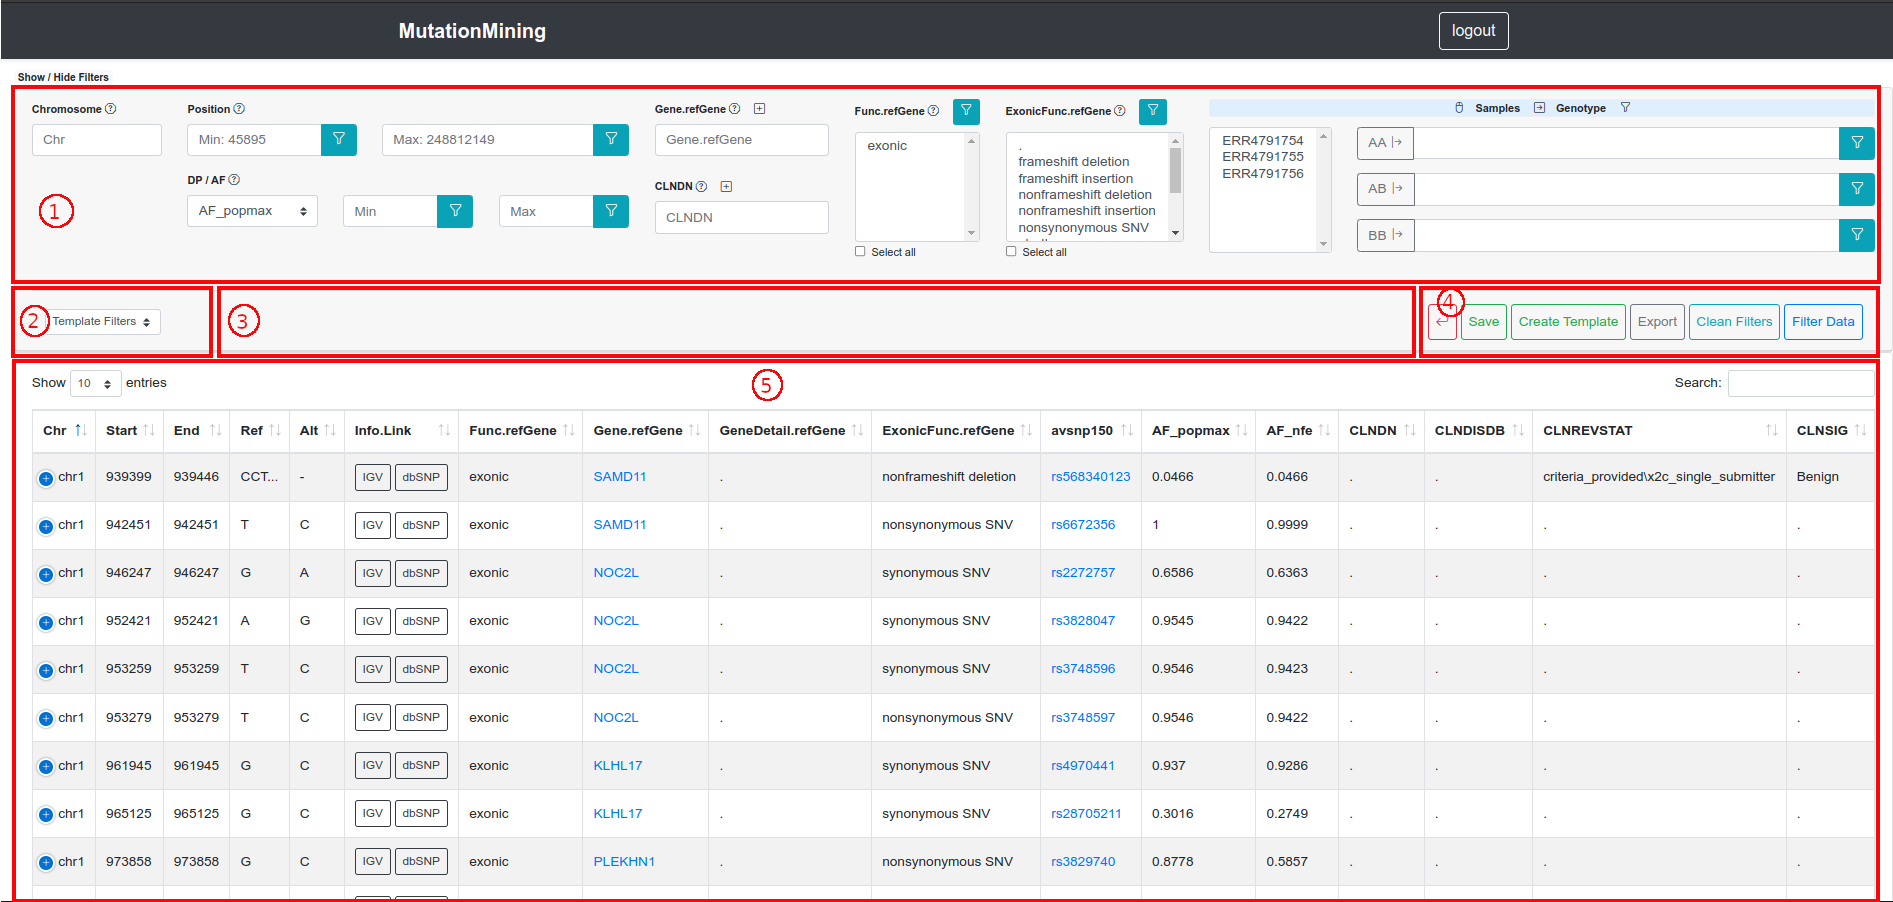 MutationMining
logout
Show / Hide Filters
Chromosome
Position
Gene.refGene
Func.refGene
ExonicFunc.refGene
Samples
Genotype
Chr
Min: 45895
Max: 248812149
Gene.refGene
exonic
.
frameshift deletion
frameshift insertion
nonframeshift deletion
nonframeshift insertion
nonsynonymous SNV
ERR4791754
ERR4791755
ERR4791756
AA
AB
BB
DP / AF
CLNDN
1
AF_popmax
Min
Max
CLNDN
Select all
Select all
2
Template Filters
3
4
Save
Create Template
Export
Clean Filters
Filter Data
Show 10 entries
5
Search:
Chr Start End Ref Alt Info.Link Func.refGene Gene.refGene GeneDetail.refGene ExonicFunc.refGene avsnp150 AF_popmax AF_nfe CLNDN CLNDISDB CLNREVSTAT CLNSIG
chr1 939399 939446 CCT... - IGV dbSNP exonic SAMD11 . nonframeshift deletion rs568340123 0.0466 0.0466 . . criteria_provided\x2c_single_submitter Benign
chr1 942451 942451 T C IGV dbSNP exonic SAMD11 . nonsynonymous SNV rs6672356 1 0.9999 . . . .
chr1 946247 946247 G A IGV dbSNP exonic NOC2L . synonymous SNV rs2272757 0.6586 0.6363 . . . .
chr1 952421 952421 A G IGV dbSNP exonic NOC2L . synonymous SNV rs3828047 0.9545 0.9422 . . . .
chr1 953259 953259 T C IGV dbSNP exonic NOC2L . synonymous SNV rs3748596 0.9546 0.9423 . . . .
chr1 953279 953279 T C IGV dbSNP exonic NOC2L . nonsynonymous SNV rs3748597 0.9546 0.9422 . . . .
chr1 961945 961945 G C IGV dbSNP exonic KLHL17 . synonymous SNV rs4970441 0.937 0.9286 . . . .
chr1 965125 965125 G C IGV dbSNP exonic KLHL17 . synonymous SNV rs28705211 0.3016 0.2749 . . . .
chr1 973858 973858 G C IGV dbSNP exonic PLEKHN1 . nonsynonymous SNV rs3829740 0.8778 0.5857 . . . .